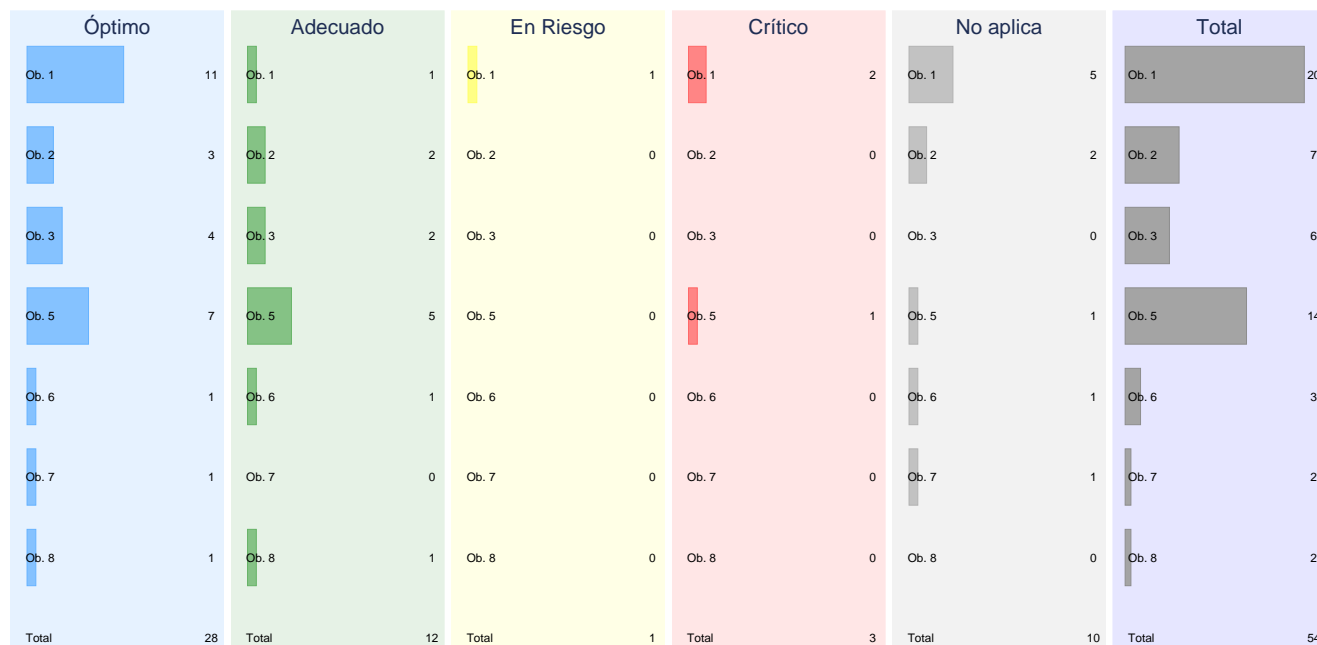 Óptimo Adecuado En Riesgo Crítico No aplica Total
Ob. 1 11 Ob. 1 1 Ob. 1 1 Ob. 1 2 Ob. 1 5 Ob. 1 20
Ob. 2 3 Ob. 2 2 Ob. 2 0 Ob. 2 0 Ob. 2 2 Ob. 2 7
Ob. 3 4 Ob. 3 2 Ob. 3 0 Ob. 3 0 Ob. 3 0 Ob. 3 6
Ob. 5 7 Ob. 5 5 Ob. 5 0 Ob. 5 1 Ob. 5 1 Ob. 5 14
Ob. 6 1 Ob. 6 1 Ob. 6 0 Ob. 6 0 Ob. 6 1 Ob. 6 3
Ob. 7 1 Ob. 7 0 Ob. 7 0 Ob. 7 0 Ob. 7 1 Ob. 7 2
Ob. 8 1 Ob. 8 1 Ob. 8 0 Ob. 8 0 Ob. 8 0 Ob. 8 2
Total 28 Total 12 Total 1 Total 3 Total 10 Total 54